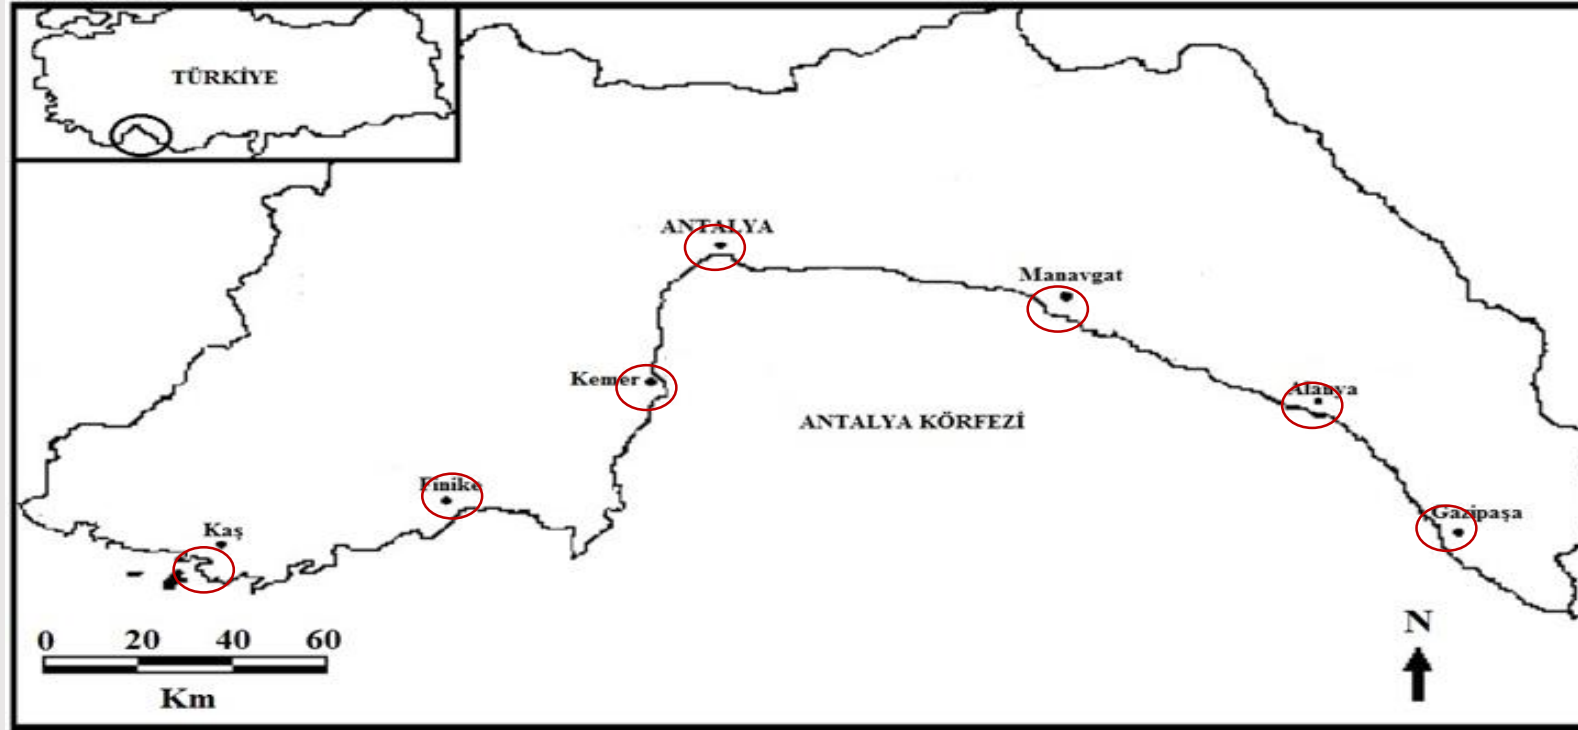 TÜRKİYE
ANTALYA
Manavgat
Kemer
Alanya
ANTALYA KÖRFEZİ
Finike
Gazipaşa
Kaş
0 20 40 60
Km
N